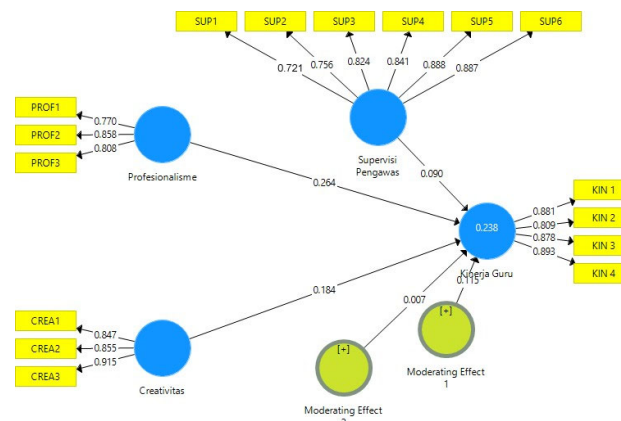 SUP1
SUP2
SUP3
SUP4
SUP5
SUP6
0.721
0.756
0.824
0.841
0.888
0.887
PROF1
PROF2
PROF3
0.770
0.858
0.808
Profesionalisme
Supervisi
Pengawas
0.264
0.090
KIN 1
KIN 2
KIN 3
KIN 4
0.881
0.809
0.878
0.893
0.238
Kinerja Guru
0.184
0.115
0.007
CREA1
CREA2
CREA3
0.847
0.855
0.915
Creativitas
[+]
Moderating Effect
1
[+]
Moderating Effect